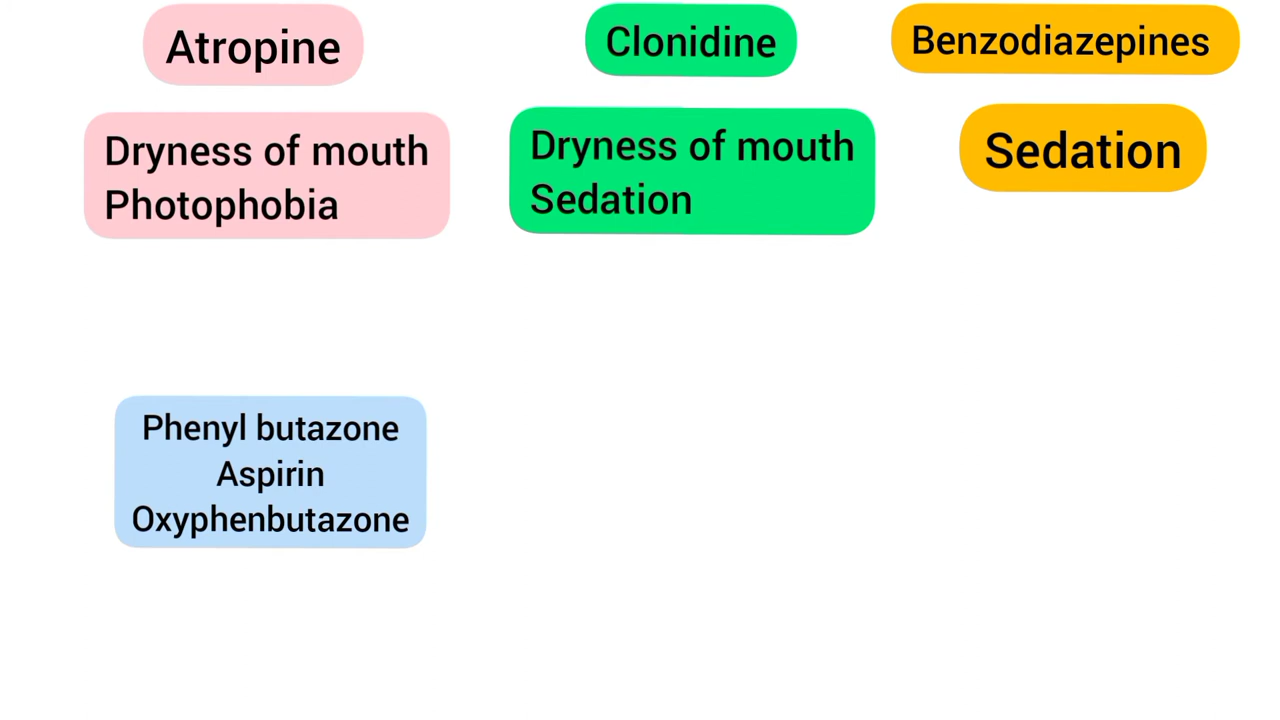 Atropine
Dryness of mouth
Photophobia
Clonidine
Dryness of mouth
Sedation
Benzodiazepines
Sedation
Phenyl butazone
Aspirin
Oxyphenbutazone